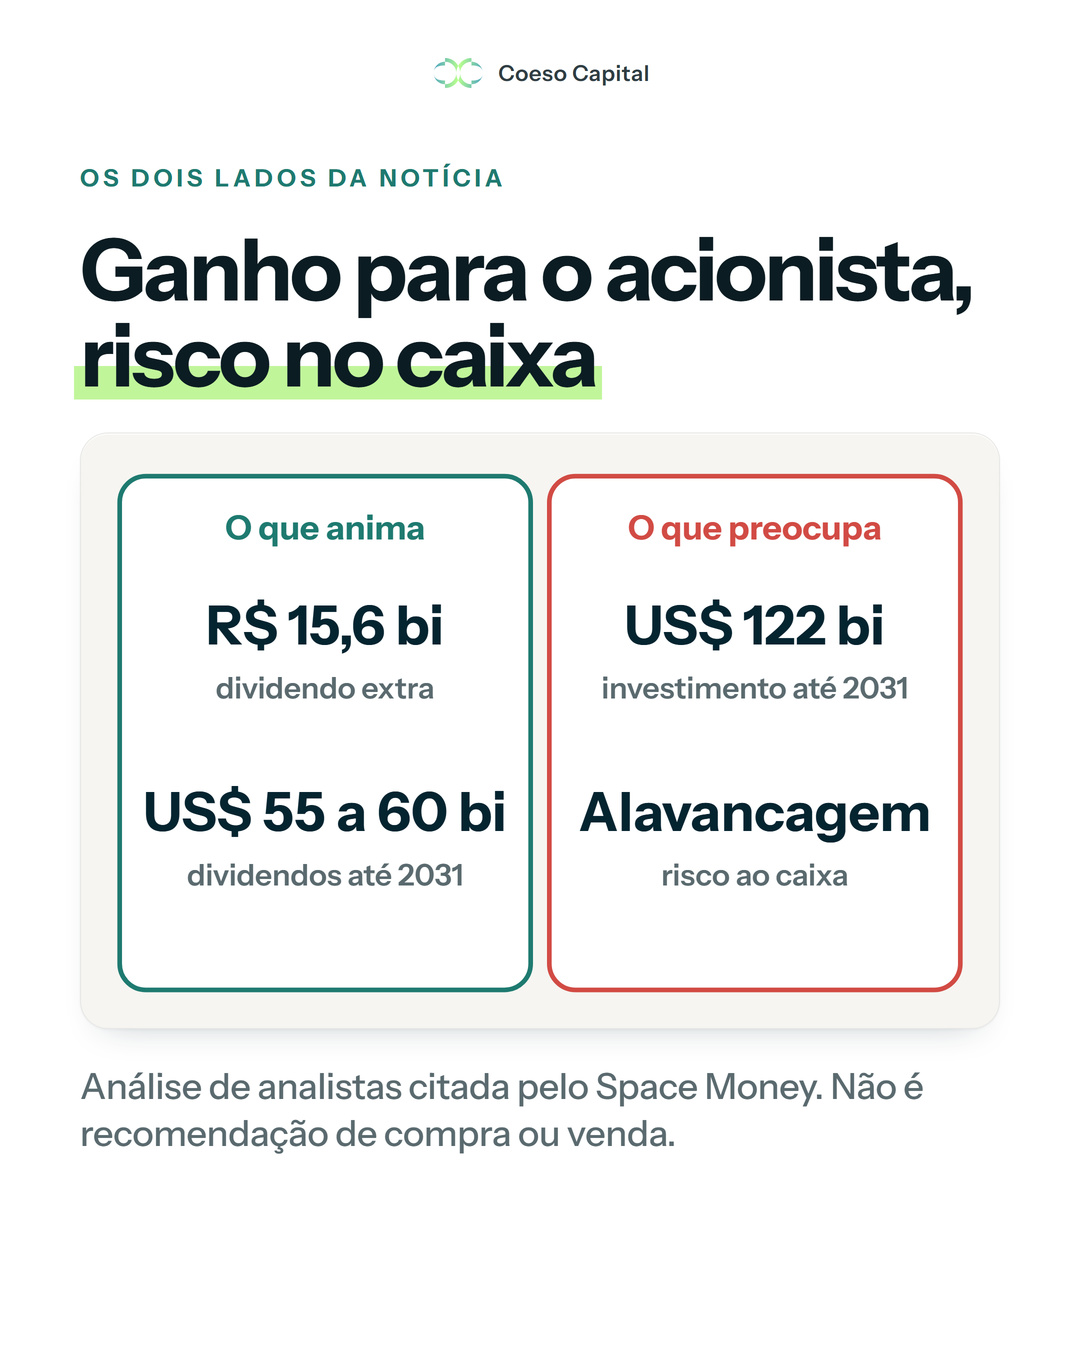 Coeso Capital
OS DOIS LADOS DA NOTÍCIA
Ganho para o acionista,
risco no caixa
O que anima
R$ 15,6 bi
dividendo extra
US$ 55 a 60 bi
dividendos até 2031
O que preocupa
US$ 122 bi
investimento até 2031
Alavancagem
risco ao caixa
Análise de analistas citada pelo Space Money. Não é
recomendação de compra ou venda.